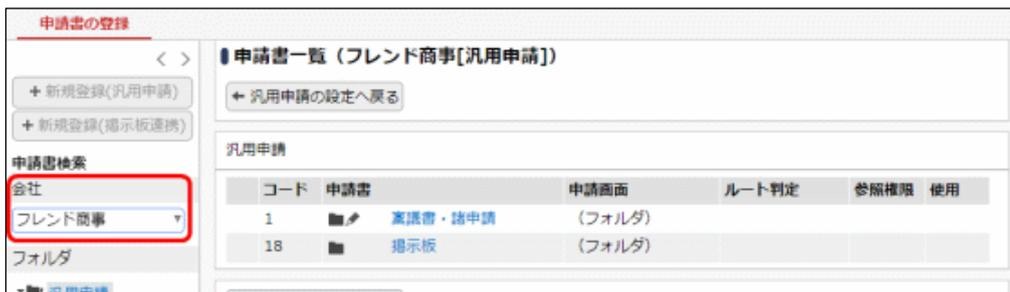 申請書の登録
< >
+ 新規登録(汎用申請)
+ 新規登録(掲示板連携)
申請書検索
会社
フレンド商事
フォルダ
汎用申請
申請書一覧(フレンド商事[汎用申請])
← 汎用申請の設定へ戻る
汎用申請
コード 申請書 申請画面 ルート判定 参照権限 使用
1 稟議書・諸申請 (フォルダ)
18 掲示板 (フォルダ)